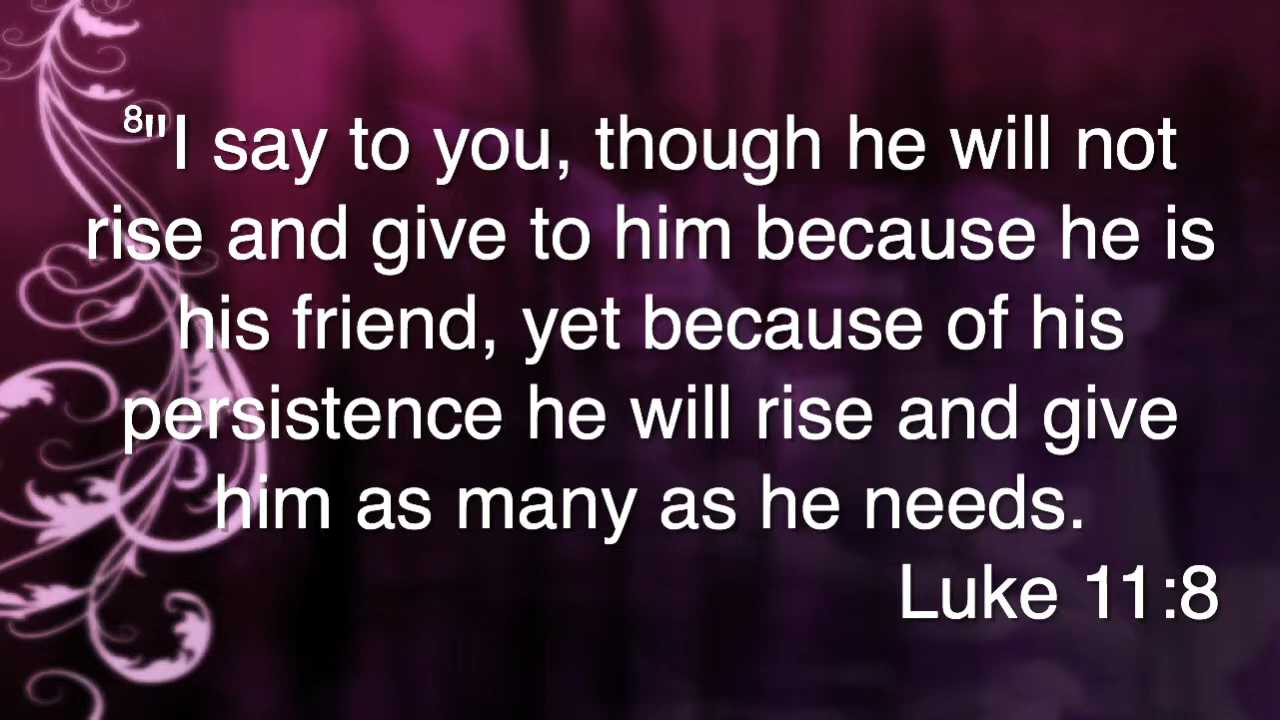 ⁸"I say to you, though he will not
rise and give to him because he is
his friend, yet because of his
persistence he will rise and give
him as many as he needs.
Luke 11:8